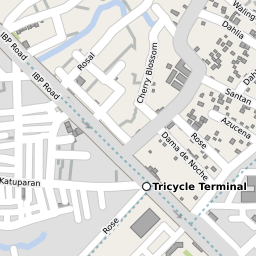 Waling
Dahlia
IBP Road
Rosal
Cherry Blossom
IBP Road
Dahlia
Santan
Azucena
Rose
Dama de Noche
Katuparan
Tricycle Terminal
Rose